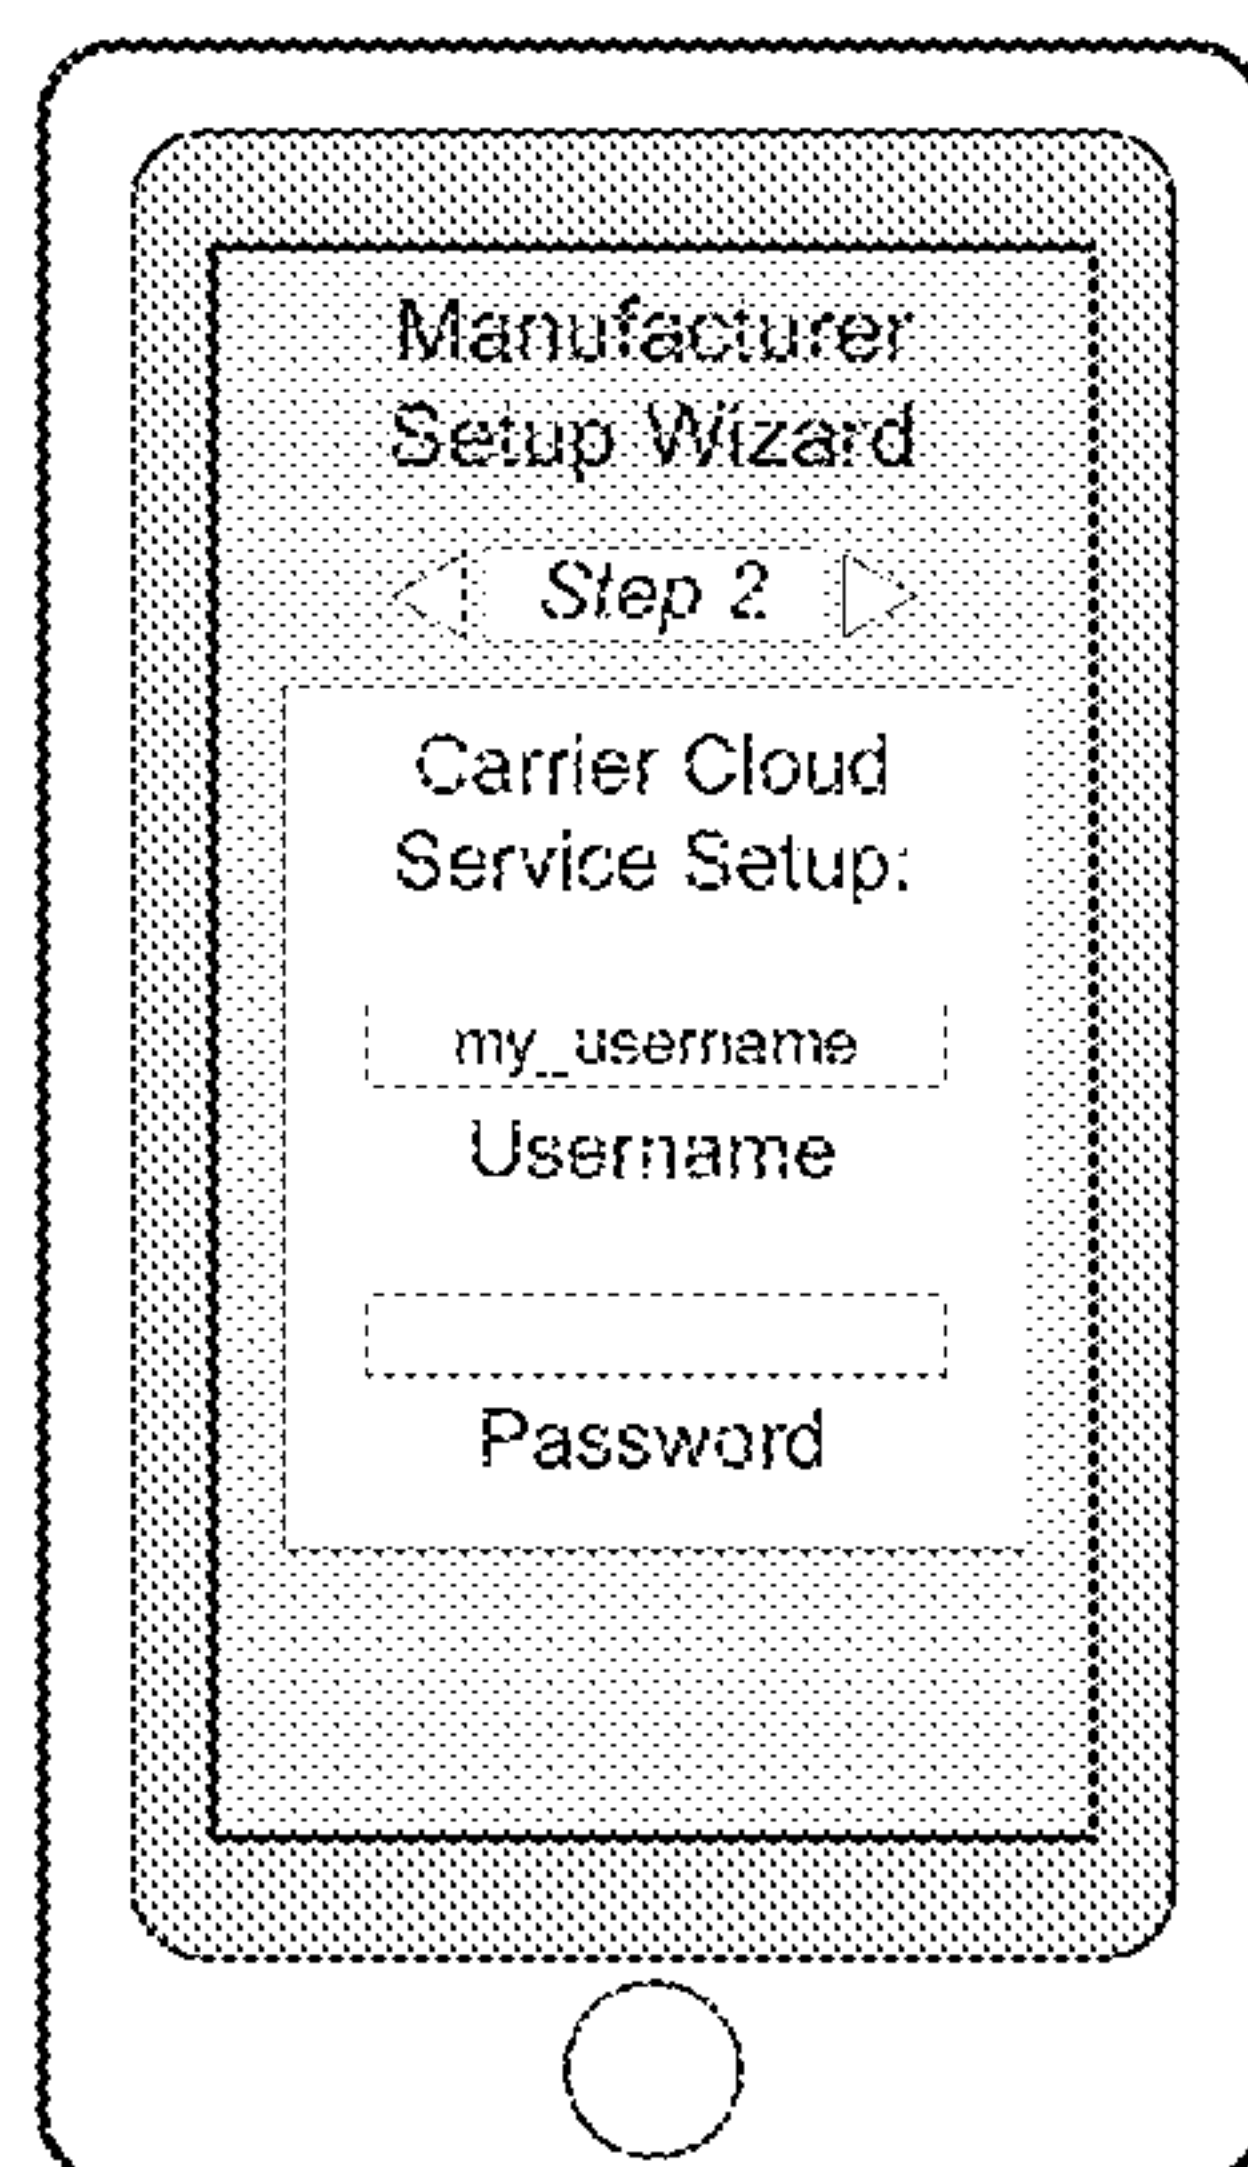 Manufacturer
Setup Wizard
Step 2
Carrier Cloud
Service Setup:
my_username
Username
Password